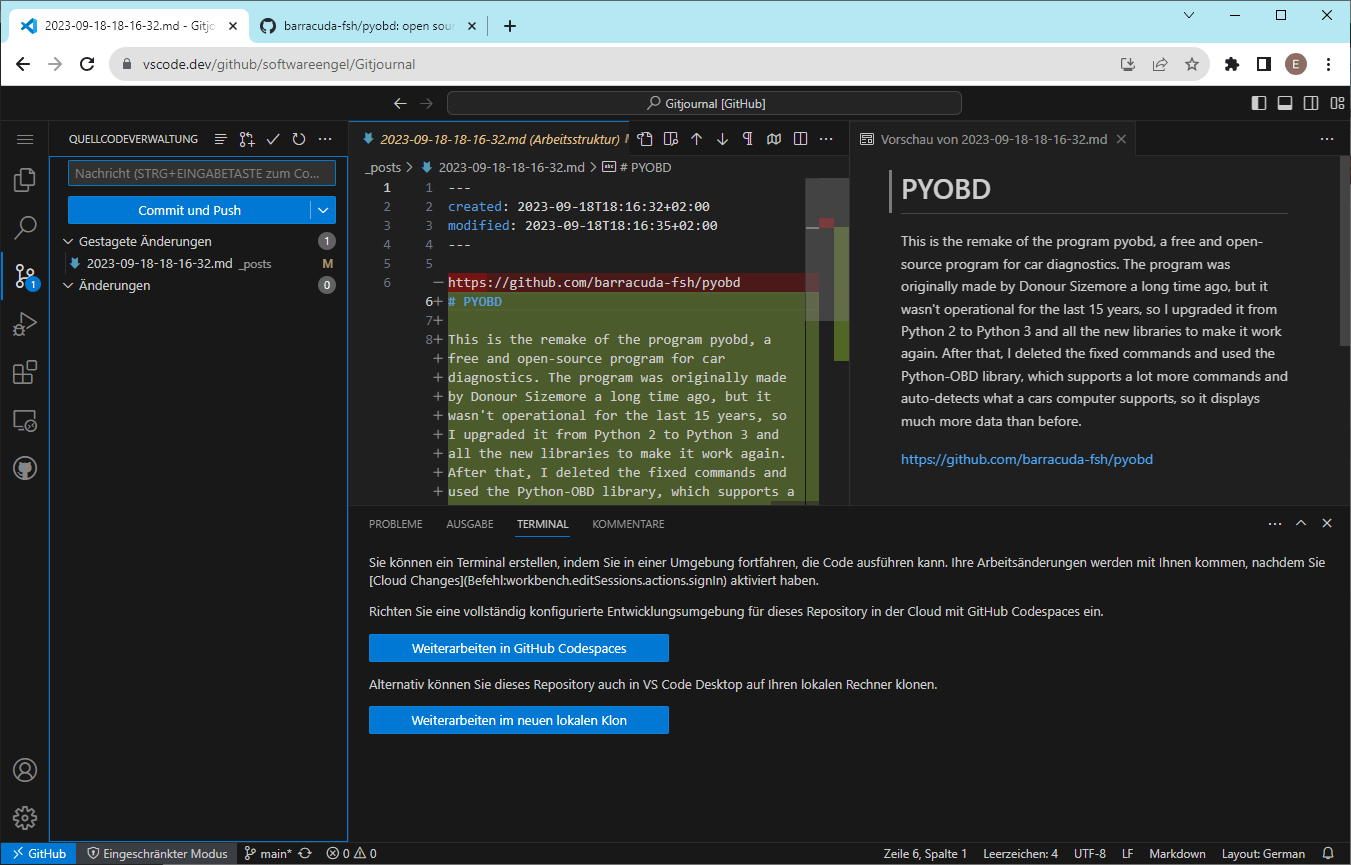 2023-09-18-18-16-32.md - Gitjo
barracuda-fsh/pyobd: open sour
vscode.dev/github/softwareengel/Gitjournal
E
Gitjournal [GitHub]
QUELLCODEVERWALTUNG
Nachricht (STRG+EINGABETASTE zum Co...
Commit und Push
Gestagete Änderungen 1
2023-09-18-18-16-32.md _posts M
Änderungen 0
1
2023-09-18-18-16-32.md (Arbeitsstruktur)
_posts > 2023-09-18-18-16-32.md > # PYOBD
1 1 ---
2 2 created: 2023-09-18T18:16:32+02:00
3 3 modified: 2023-09-18T18:16:35+02:00
4 4 ---
5 5
6 — https://github.com/barracuda-fsh/pyobd
6+ # PYOBD
7+
8+ This is the remake of the program pyobd, a
+ free and open-source program for car
+ diagnostics. The program was originally made
+ by Donour Sizemore a long time ago, but it
+ wasn't operational for the last 15 years, so
+ I upgraded it from Python 2 to Python 3 and
+ all the new libraries to make it work again.
+ After that, I deleted the fixed commands and
+ used the Python-OBD library, which supports a
Vorschau von 2023-09-18-18-16-32.md
PYOBD
This is the remake of the program pyobd, a free and open-
source program for car diagnostics. The program was
originally made by Donour Sizemore a long time ago, but it
wasn't operational for the last 15 years, so I upgraded it from
Python 2 to Python 3 and all the new libraries to make it work
again. After that, I deleted the fixed commands and used the
Python-OBD library, which supports a lot more commands and
auto-detects what a cars computer supports, so it displays
much more data than before.
https://github.com/barracuda-fsh/pyobd
PROBLEME AUSGABE TERMINAL KOMMENTARE
Sie können ein Terminal erstellen, indem Sie in einer Umgebung fortfahren, die Code ausführen kann. Ihre Arbeitsänderungen werden mit Ihnen kommen, nachdem Sie
[Cloud Changes](Befehl:workbench.editSessions.actions.signIn) aktiviert haben.
Richten Sie eine vollständig konfigurierte Entwicklungsumgebung für dieses Repository in der Cloud mit GitHub Codespaces ein.
Weiterarbeiten in GitHub Codespaces
Alternativ können Sie dieses Repository auch in VS Code Desktop auf Ihren lokalen Rechner klonen.
Weiterarbeiten im neuen lokalen Klon
GitHub Eingeschränkter Modus main* 0 0 Zeile 6, Spalte 1 Leerzeichen: 4 UTF-8 LF Markdown Layout: German